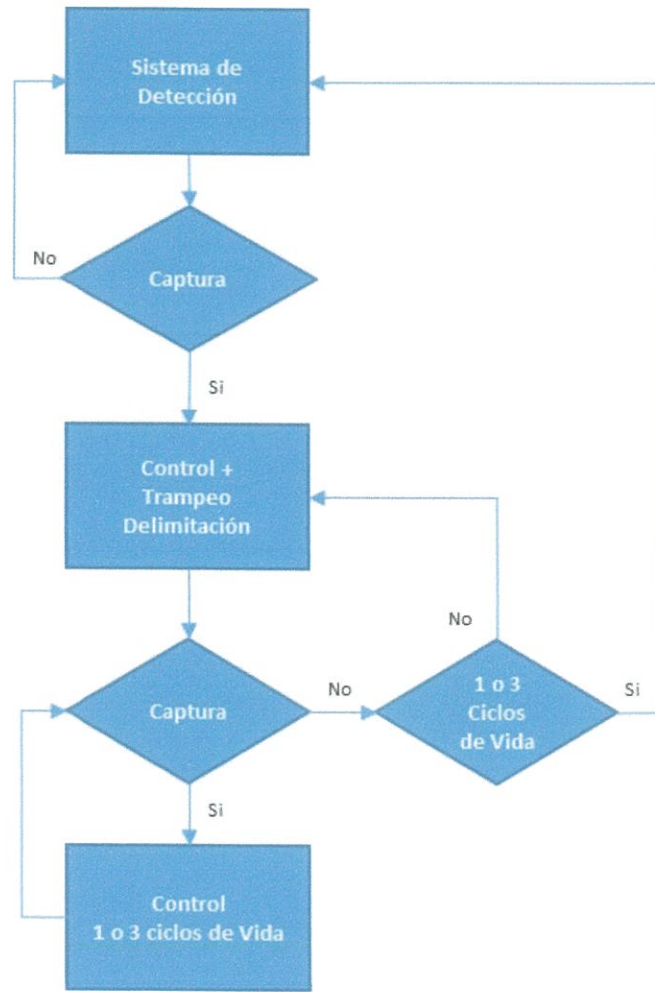 Sistema de
Detección
No
Captura
Si
Control +
Trampeo
Delimitación
No
Captura
No
1 o 3
Ciclos
de Vida
Si
Si
Control
1 o 3 ciclos de Vida